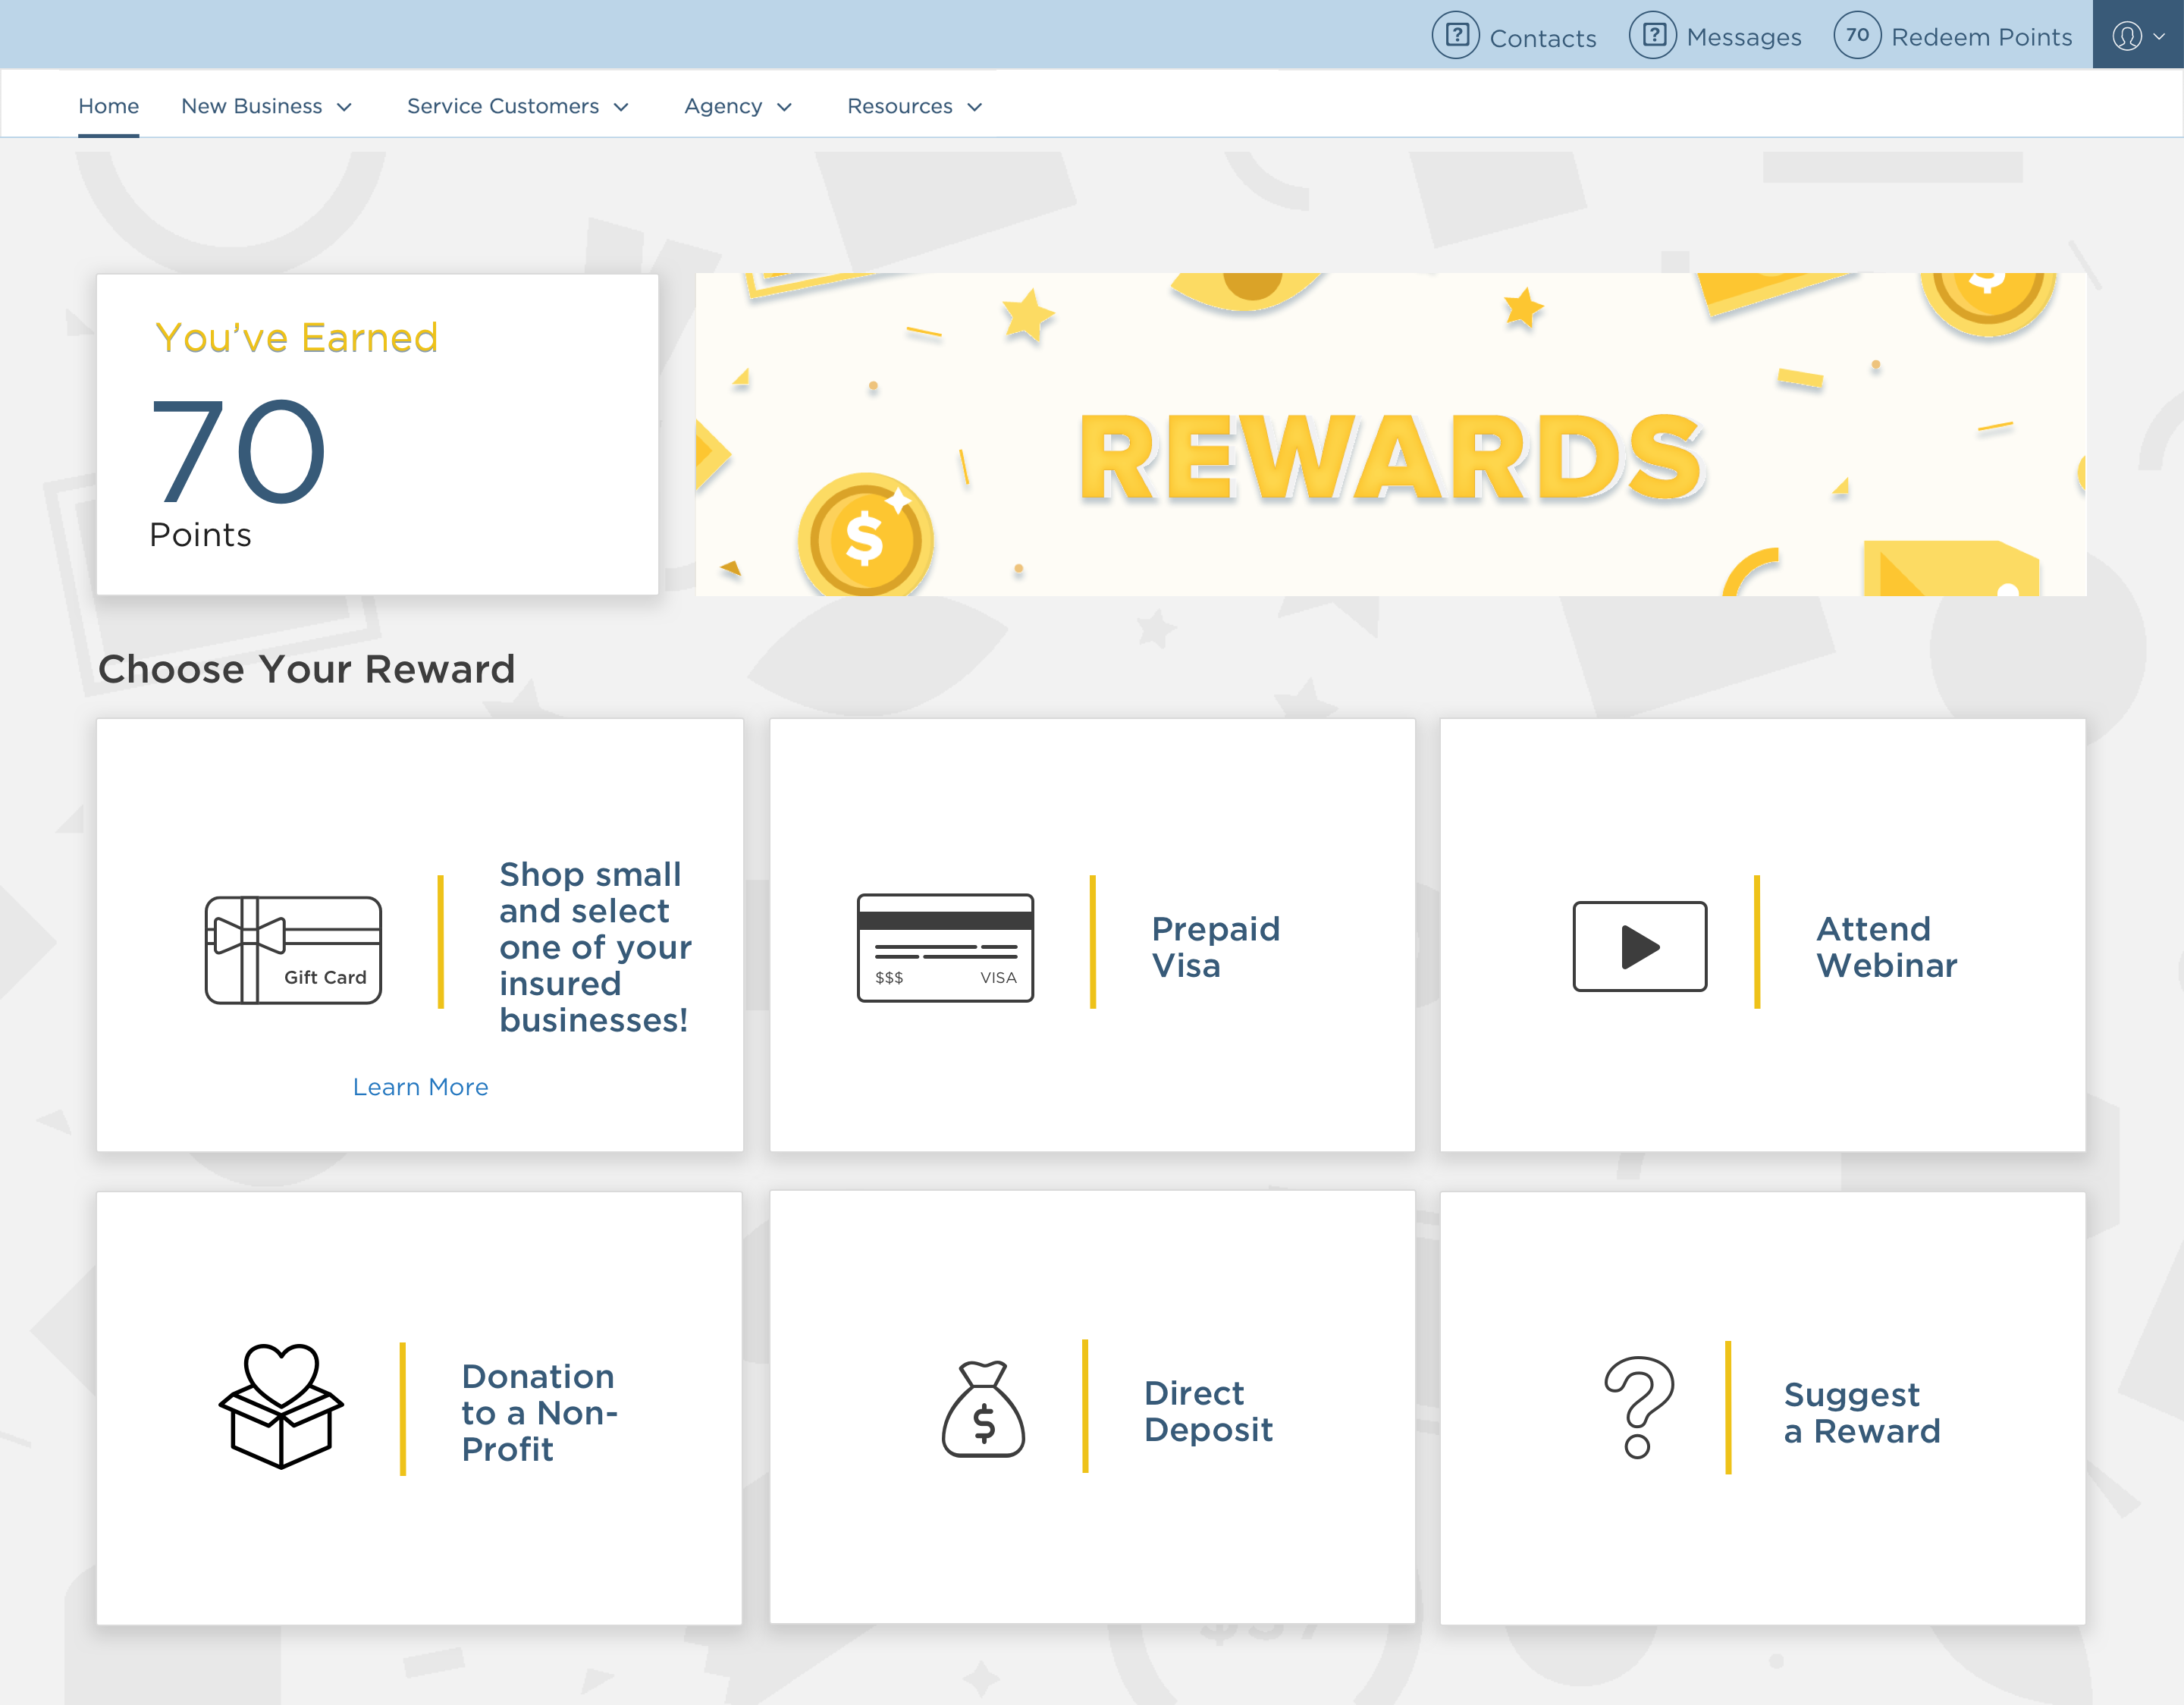 ? Contacts ? Messages 70 Redeem Points
Home New Business Service Customers Agency Resources
You've Earned
70
Points
$
REWARDS
$
Choose Your Reward
Gift Card
Shop small
and select
one of your
insured
businesses!
Learn More
$$$ VISA
Prepaid
Visa
Attend
Webinar
Donation
to a Non-
Profit
$
Direct
Deposit
?
Suggest
a Reward